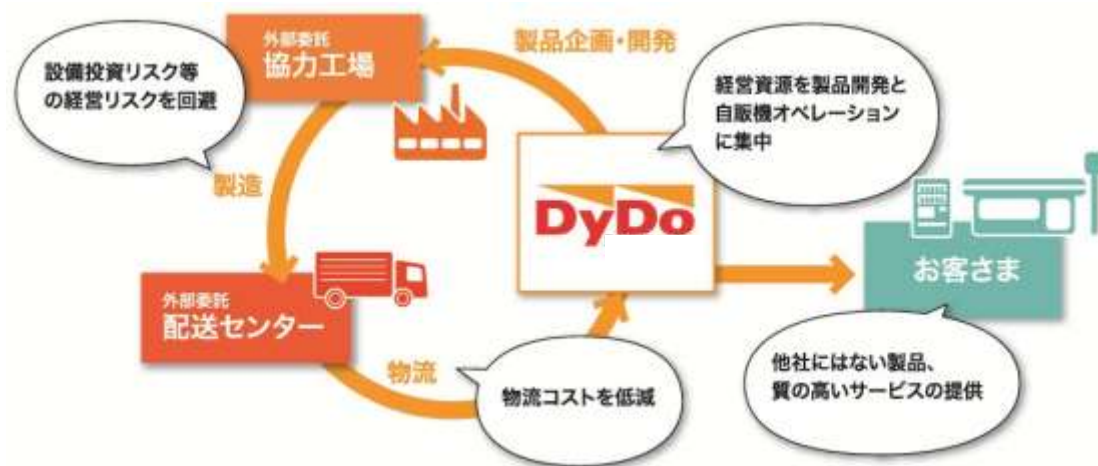 外部委託
協力工場
製品企画・開発
設備投資リスク等
の経営リスクを回避
経営資源を製品開発と
自販機オペレーション
に集中
製造
DyDo
お客さま
外部委託
配送センター
物流
物流コストを低減
他社にはない製品、
質の高いサービスの提供